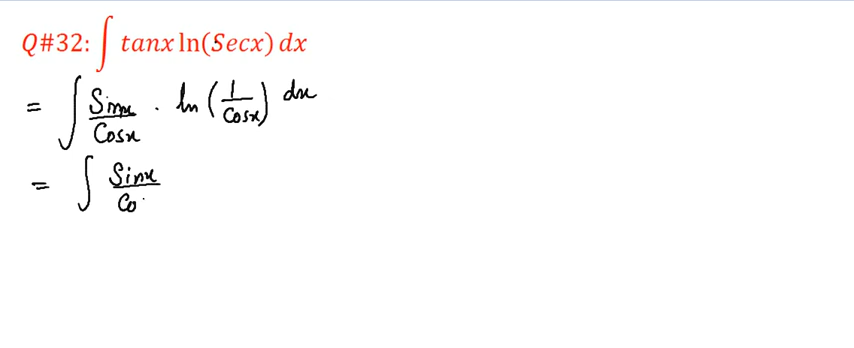 Q#32: ∫ tanx ln(Secx) dx
= ∫ Sinx/Cosx · ln(1/Cosx) dx
= ∫ Sinx/Co